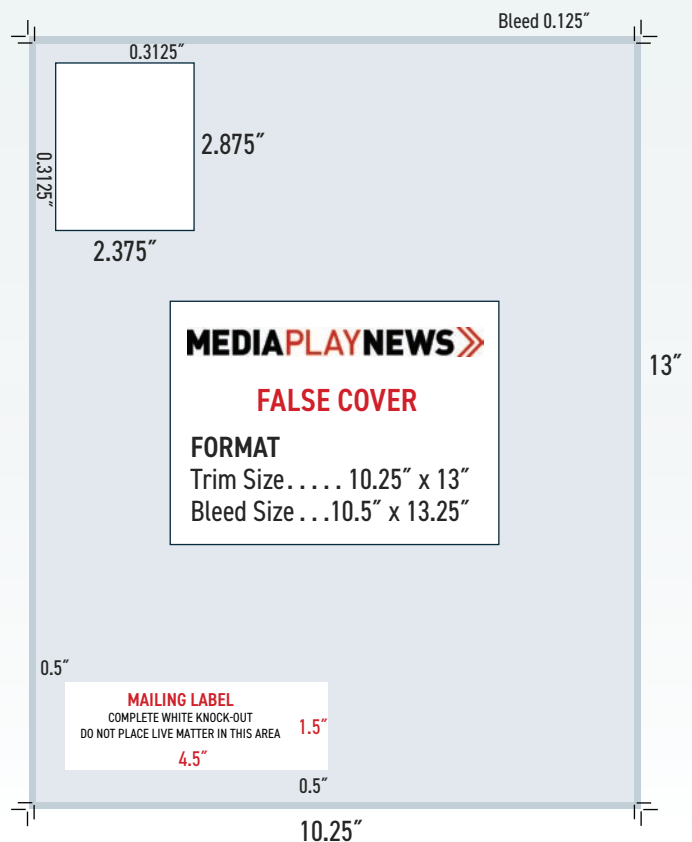 Bleed 0.125″
0.3125″
0.3125″
2.875″
2.375″
MEDIAPLAYNEWS
FALSE COVER
FORMAT
Trim Size..... 10.25″ x 13″
Bleed Size ...10.5″ x 13.25″
13″
0.5″
MAILING LABEL
COMPLETE WHITE KNOCK-OUT
DO NOT PLACE LIVE MATTER IN THIS AREA
1.5″
4.5″
0.5″
10.25″